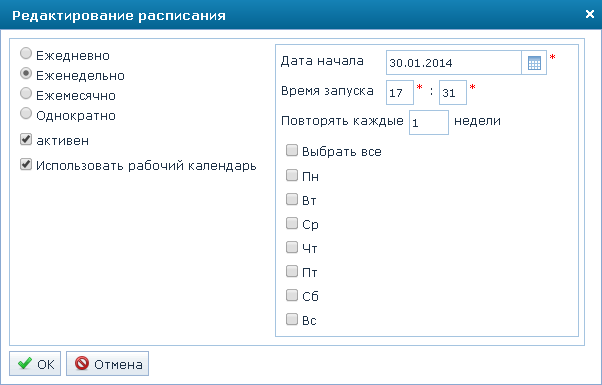 Редактирование расписания
Ежедневно
Еженедельно
Ежемесячно
Однократно
активен
Использовать рабочий календарь
Дата начала 30.01.2014 *
Время запуска 17 * : 31 *
Повторять каждые 1 недели
Выбрать все
Пн
Вт
Ср
Чт
Пт
Сб
Вс
OK Отмена